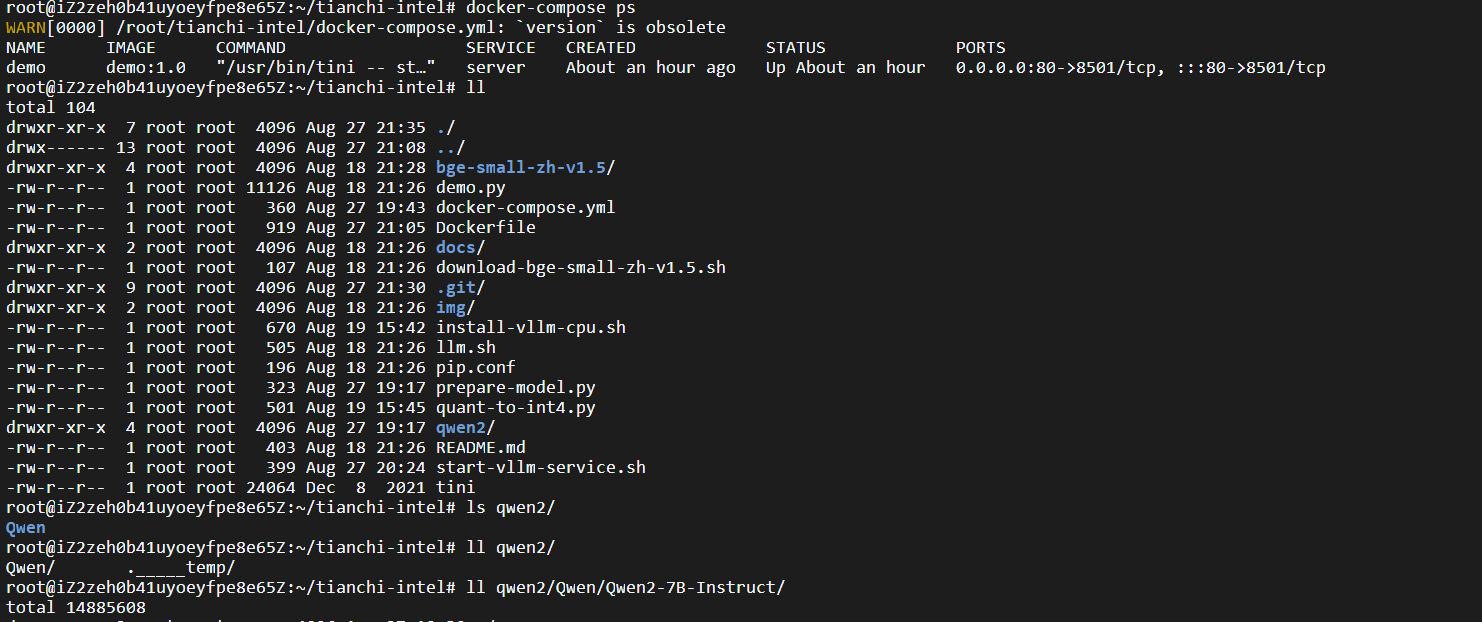 root@iZ2zeh0b41uyoeyfpe8e65Z:~/tianchi-intel# docker-compose ps
WARN[0000] /root/tianchi-intel/docker-compose.yml: `version` is obsolete
NAME      IMAGE      COMMAND                  SERVICE   CREATED             STATUS             PORTS
demo      demo:1.0   "/usr/bin/tini -- st…"   server    About an hour ago   Up About an hour   0.0.0.0:80->8501/tcp, :::80->8501/tcp
root@iZ2zeh0b41uyoeyfpe8e65Z:~/tianchi-intel# ll
total 104
drwxr-xr-x  7 root root  4096 Aug 27 21:35 ./
drwx------ 13 root root  4096 Aug 27 21:08 ../
drwxr-xr-x  4 root root  4096 Aug 18 21:28 bge-small-zh-v1.5/
-rw-r--r--  1 root root 11126 Aug 18 21:26 demo.py
-rw-r--r--  1 root root   360 Aug 27 19:43 docker-compose.yml
-rw-r--r--  1 root root   919 Aug 27 21:05 Dockerfile
drwxr-xr-x  2 root root  4096 Aug 18 21:26 docs/
-rw-r--r--  1 root root   107 Aug 18 21:26 download-bge-small-zh-v1.5.sh
drwxr-xr-x  9 root root  4096 Aug 27 21:30 .git/
drwxr-xr-x  2 root root  4096 Aug 18 21:26 img/
-rw-r--r--  1 root root   670 Aug 19 15:42 install-vllm-cpu.sh
-rw-r--r--  1 root root   505 Aug 18 21:26 llm.sh
-rw-r--r--  1 root root   196 Aug 18 21:26 pip.conf
-rw-r--r--  1 root root   323 Aug 27 19:17 prepare-model.py
-rw-r--r--  1 root root   501 Aug 19 15:45 quant-to-int4.py
drwxr-xr-x  4 root root  4096 Aug 27 19:17 qwen2/
-rw-r--r--  1 root root   403 Aug 18 21:26 README.md
-rw-r--r--  1 root root   399 Aug 27 20:24 start-vllm-service.sh
-rw-r--r--  1 root root 24064 Dec  8  2021 tini
root@iZ2zeh0b41uyoeyfpe8e65Z:~/tianchi-intel# ls qwen2/
Qwen
root@iZ2zeh0b41uyoeyfpe8e65Z:~/tianchi-intel# ll qwen2/
Qwen/       ._____temp/
root@iZ2zeh0b41uyoeyfpe8e65Z:~/tianchi-intel# ll qwen2/Qwen/Qwen2-7B-Instruct/
total 14885608